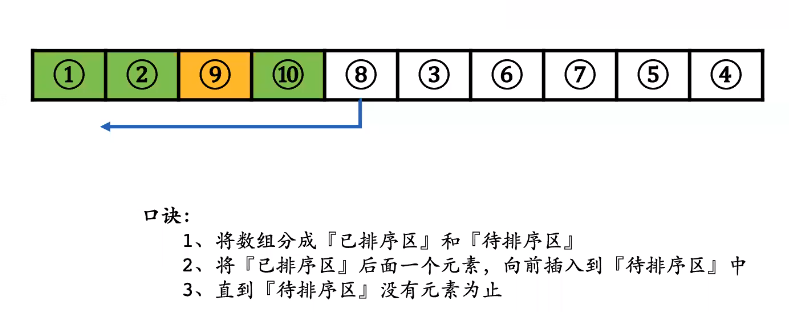 ① ② ⑨ ⑩ ⑧ ③ ⑥ ⑦ ⑤ ④
口诀：
1、将数组分成『已排序区』和『待排序区』
2、将『已排序区』后面一个元素，向前插入到『待排序区』中
3、直到『待排序区』没有元素为止